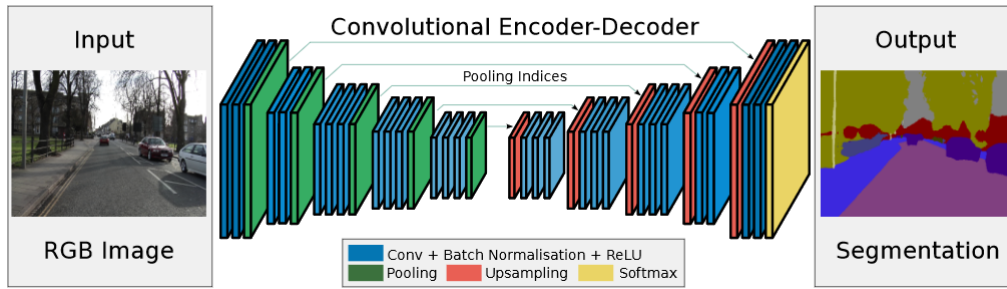 Input
Convolutional Encoder-Decoder
Output
Pooling Indices
RGB Image
Segmentation
Conv + Batch Normalisation + ReLU
Pooling Upsampling Softmax